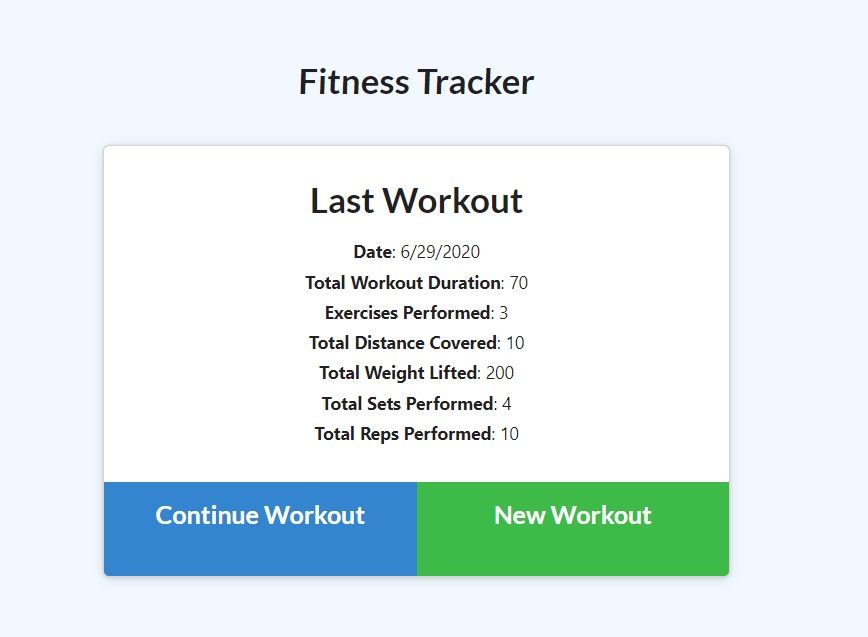 Fitness Tracker
Last Workout
Date: 6/29/2020
Total Workout Duration: 70
Exercises Performed: 3
Total Distance Covered: 10
Total Weight Lifted: 200
Total Sets Performed: 4
Total Reps Performed: 10
Continue Workout
New Workout